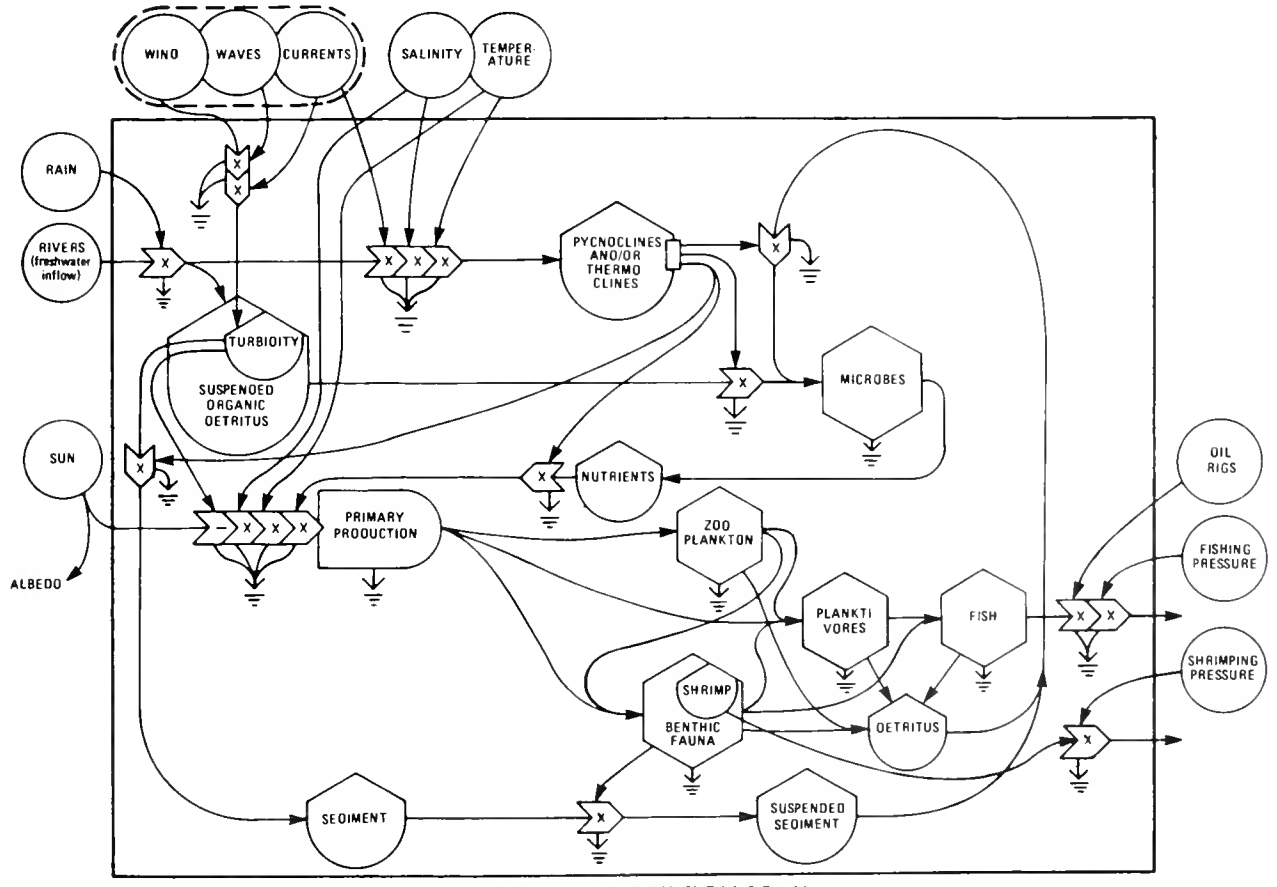 WIND
WAVES
CURRENTS
SALINITY
TEMPER-
ATURE
RAIN
RIVERS
(freshwater
inflow)
X
X
X
X
X
X
X
X
PYCNOCLINES
AND/OR
THERMO
CLINES
TURBIDITY
SUSPENDED
ORGANIC
DETRITUS
X
MICROBES
SUN
X
X
NUTRIENTS
OIL
RIGS
–
X
X
X
PRIMARY
PRODUCTION
ZOO
PLANKTON
FISHING
PRESSURE
ALBEDO
PLANKTI
VORES
FISH
X
X
SHRIMPING
PRESSURE
SHRIMP
BENTHIC
FAUNA
DETRITUS
X
SEDIMENT
X
SUSPENDED
SEDIMENT